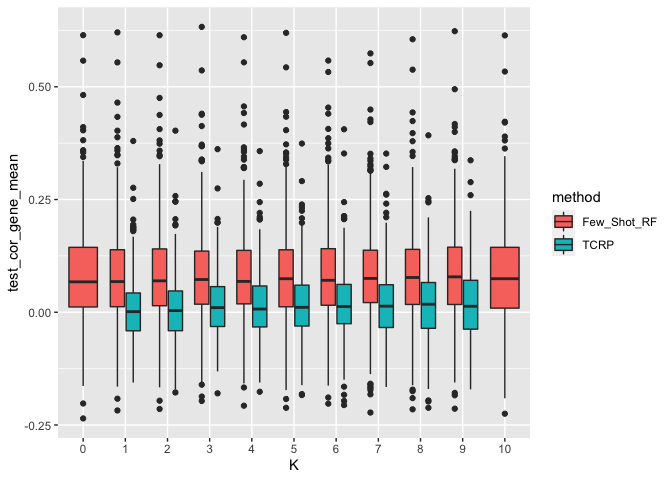 test_cor_gene_mean
0.50
0.25
0.00
-0.25
0 1 2 3 4 5 6 7 8 9 10
K
method
Few_Shot_RF
TCRP